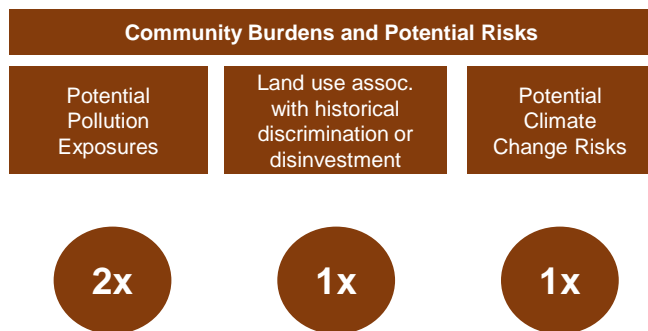 Community Burdens and Potential Risks
Potential
Pollution
Exposures
Land use assoc.
with historical
discrimination or
disinvestment
Potential
Climate
Change Risks
2x
1x
1x